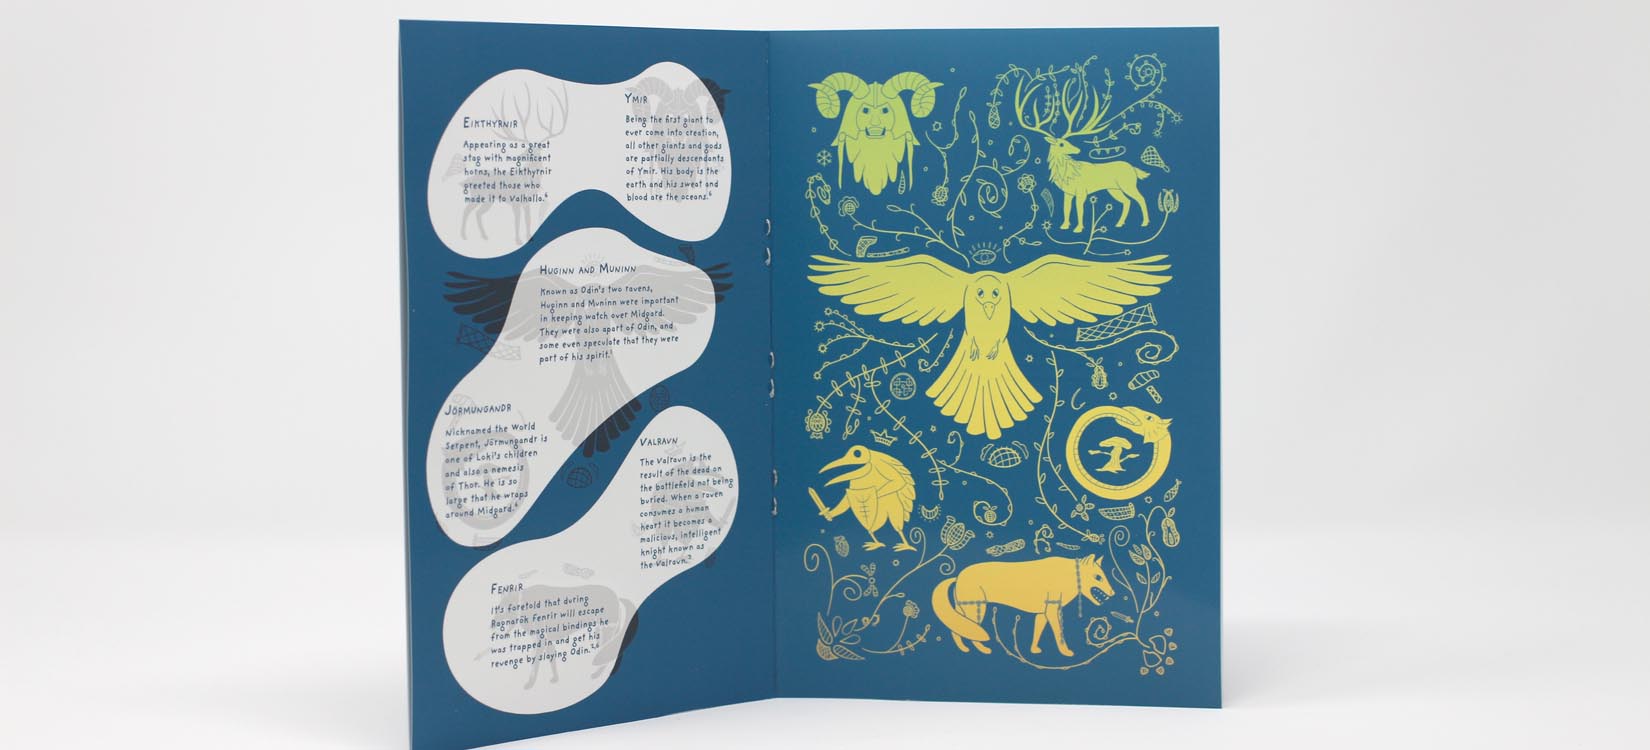 EIKTHYRNIR
Appearing as a great
stag with magnificent
horns, the Eikthyrnir
greeted those who
made it to Valhalla.⁶
YMIR
Being the first giant to
ever come into creation,
all other giants and gods
are partially descendants
of Ymir. His body is the
earth and his sweat and
blood are the oceans.⁶
HUGINN AND MUNINN
Known as Odin's two ravens,
Huginn and Muninn were important
in keeping watch over Midgard.
They were also apart of Odin, and
some even speculate that they were
part of his spirit.¹
JÖRMUNGANDR
Nicknamed the World
Serpent, Jörmungandr is
one of Loki's children
and also a nemesis
of Thor. He is so
large that he wraps
around Midgard.⁶
VALRAVN
The Valravn is the
result of the dead on
the battlefield not being
buried. When a raven
consumes a human
heart it becomes a
malicious, intelligent
knight known as
the Valravn.²
FENRIR
It's foretold that during
Ragnarök Fenrir will escape
from the magical bindings he
was trapped in and get his
revenge by slaying Odin.²,⁶